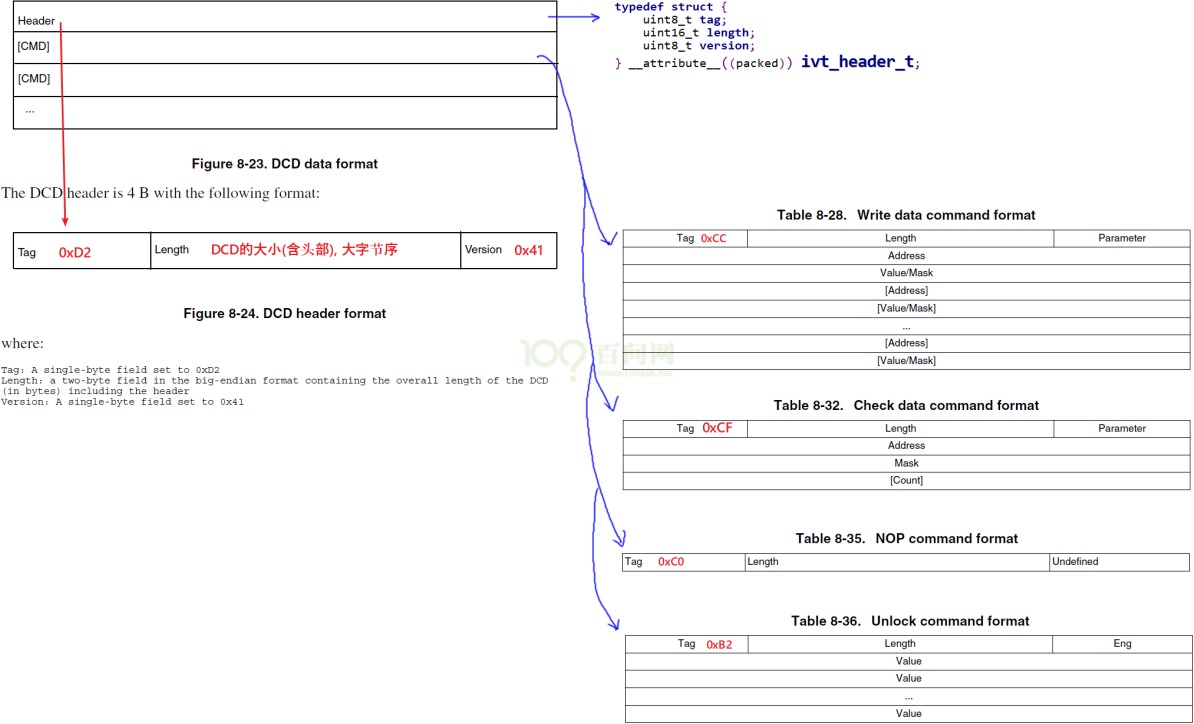 Header
[CMD]
[CMD]
...
Figure 8-23. DCD data format
The DCD header is 4 B with the following format:
Tag 0xD2 Length DCD的大小(含头部), 大字节序 Version 0x41
Figure 8-24. DCD header format
where:
Tag: A single-byte field set to 0xD2
Length: a two-byte field in the big-endian format containing the overall length of the DCD
(in bytes) including the header
Version: A single-byte field set to 0x41
typedef struct {
uint8_t tag;
uint16_t length;
uint8_t version;
} __attribute__((packed)) ivt_header_t;
Table 8-28. Write data command format
Tag 0xCC Length Parameter
Address
Value/Mask
[Address]
[Value/Mask]
...
[Address]
[Value/Mask]
100 百问网
www.100ask.net
Table 8-32. Check data command format
Tag 0xCF Length Parameter
Address
Mask
[Count]
Table 8-35. NOP command format
Tag 0xC0 Length Undefined
Table 8-36. Unlock command format
Tag 0xB2 Length Eng
Value
Value
...
Value